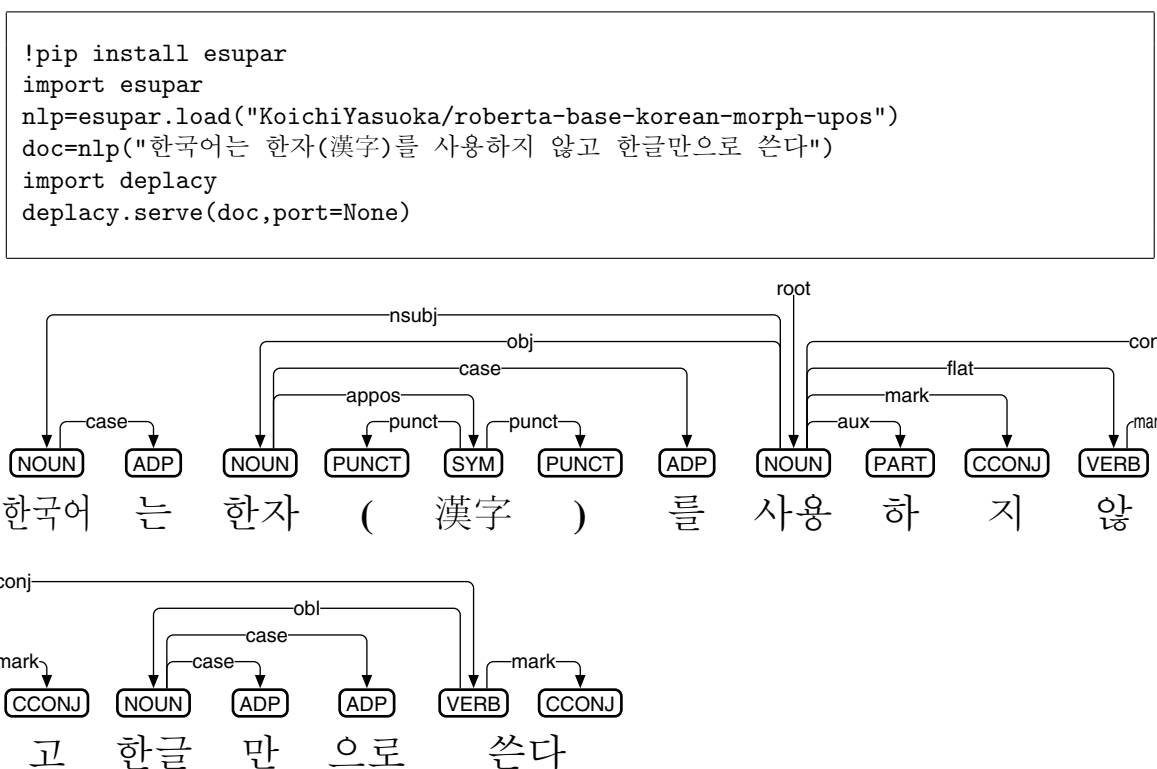 !pip install esupar
import esupar
nlp=esupar.load("KoichiYasuoka/roberta-base-korean-morph-upos")
doc=nlp("한국어는 한자(漢字)를 사용하지 않고 한글만으로 쓴다")
import deplacy
deplacy.serve(doc,port=None)
root
nsubj
obj con
case flat
appos mark
case punct punct aux mar
NOUN ADP NOUN PUNCT SYM PUNCT ADP NOUN PART CCONJ VERB
한국어 는 한자 ( 漢字 ) 를 사용 하 지 않
conj
obl
case
mark case mark
CCONJ NOUN ADP ADP VERB CCONJ
고 한글 만 으로 쓴다